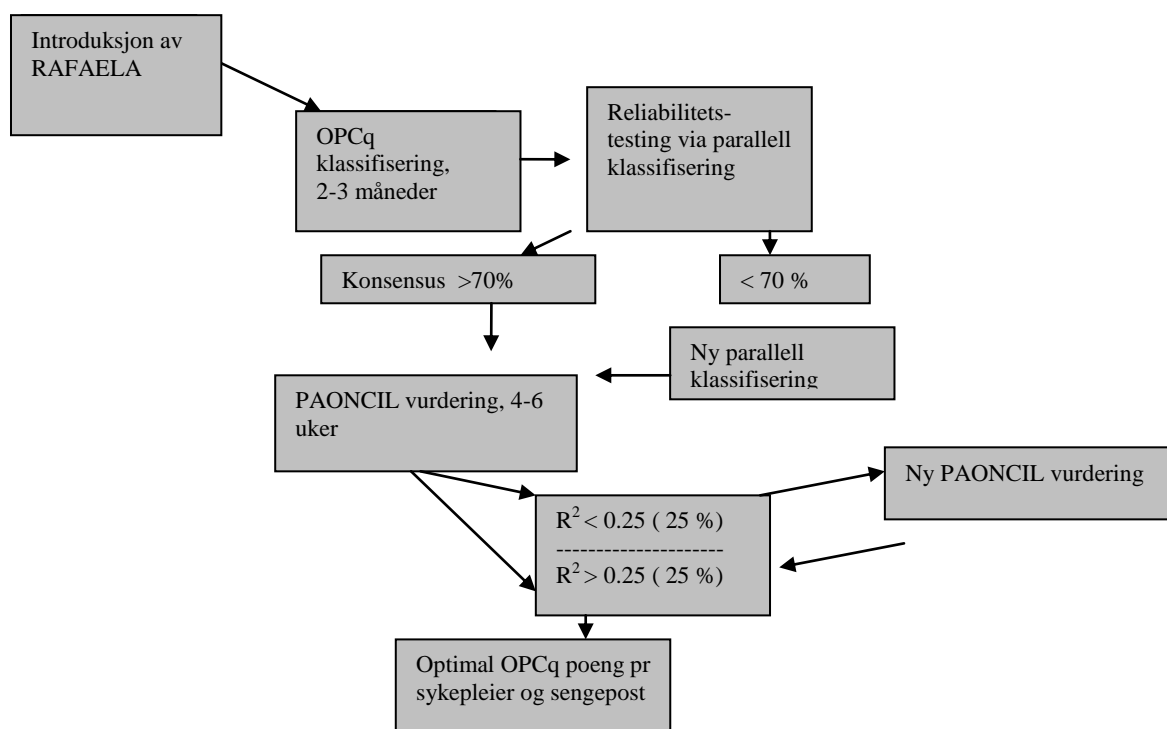 Introduksjon av
RAFAELA
OPCq
klassifisering,
2-3 måneder
Reliabilitets-
testing via parallell
klassifisering
Konsensus >70%
< 70 %
Ny parallell
klassifisering
PAONCIL vurdering, 4-6
uker
Ny PAONCIL vurdering
R² < 0.25 ( 25 %)
----------------------
R² > 0.25 ( 25 %)
Optimal OPCq poeng pr
sykepleier og sengepost